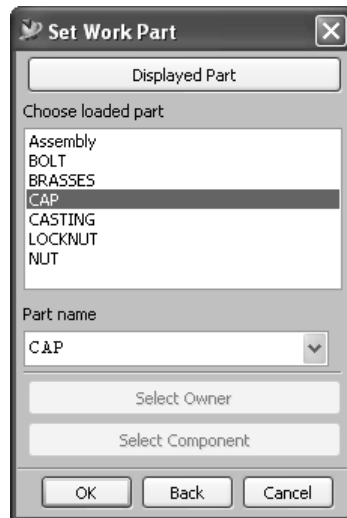 Set Work Part
Displayed Part
Choose loaded part
Assembly
BOLT
BRASSES
CAP
CASTING
LOCKNUT
NUT
Part name
CAP
Select Owner
Select Component
OK Back Cancel